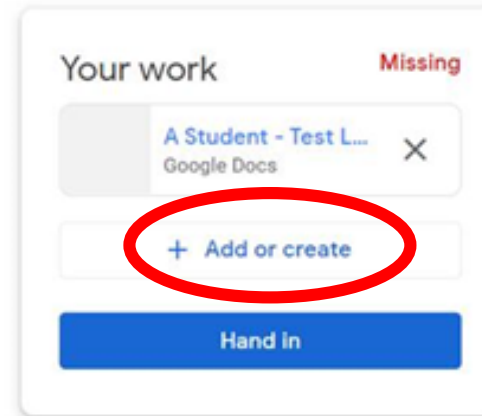 Your work
Missing
A Student - Test L...
Google Docs
+ Add or create
Hand in